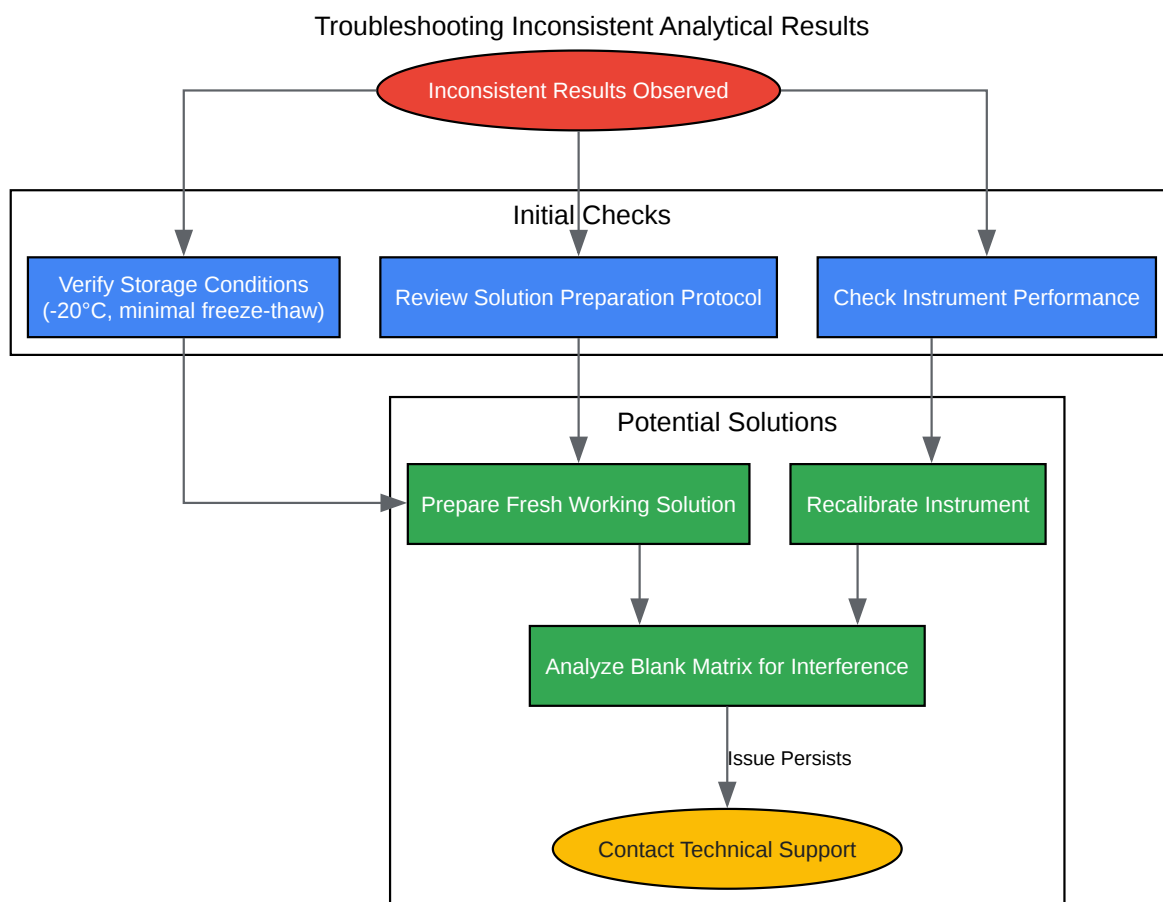 Troubleshooting Inconsistent Analytical Results
Inconsistent Results Observed
Initial Checks
Verify Storage Conditions
(-20°C, minimal freeze-thaw)
Review Solution Preparation Protocol
Check Instrument Performance
Potential Solutions
Prepare Fresh Working Solution
Recalibrate Instrument
Analyze Blank Matrix for Interference
Issue Persists
Contact Technical Support